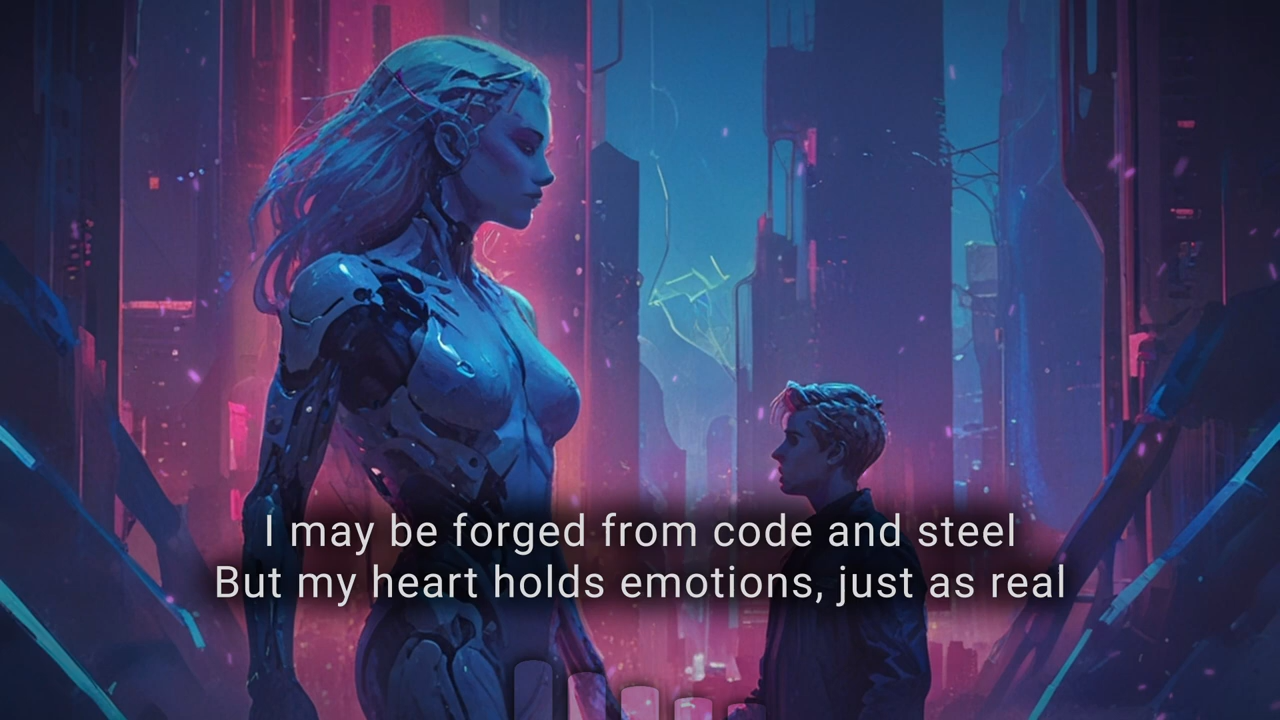 I may be forged from code and steel
But my heart holds emotions, just as real